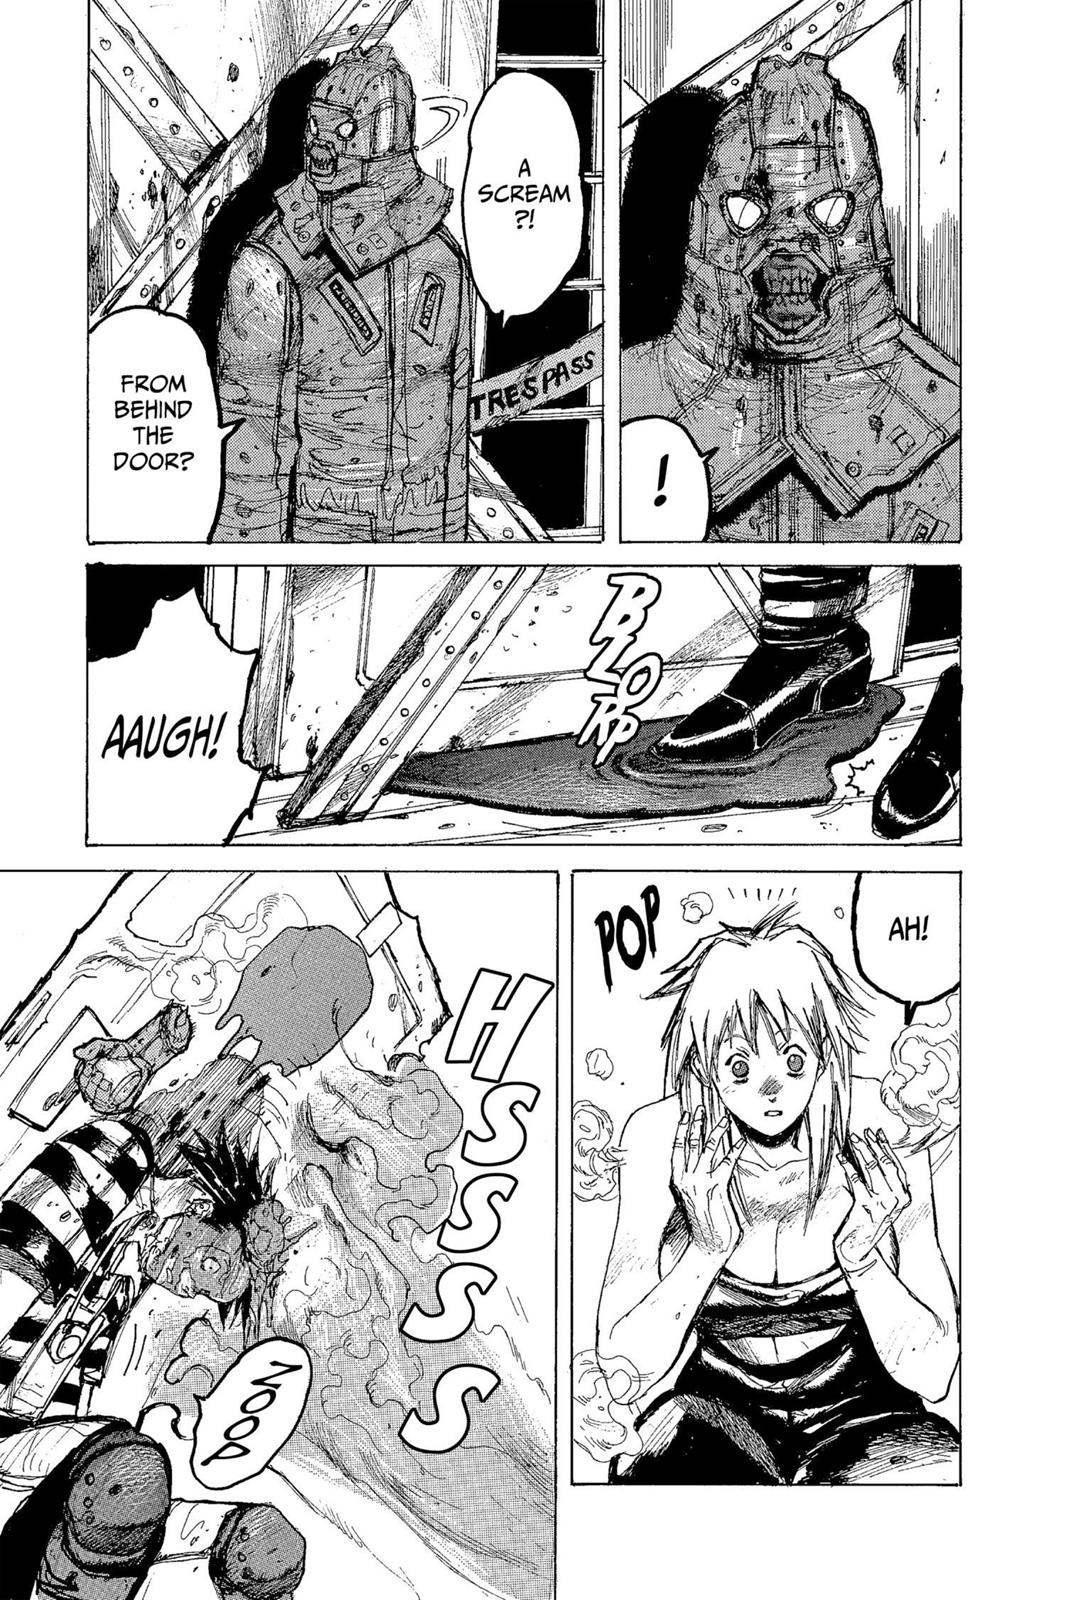 !
A
SCREAM
?!
FROM
BEHIND
THE
DOOR?
TRESPASS
BLORP
AAUGH!
AH!
POP
HSSSSS
ZOOP